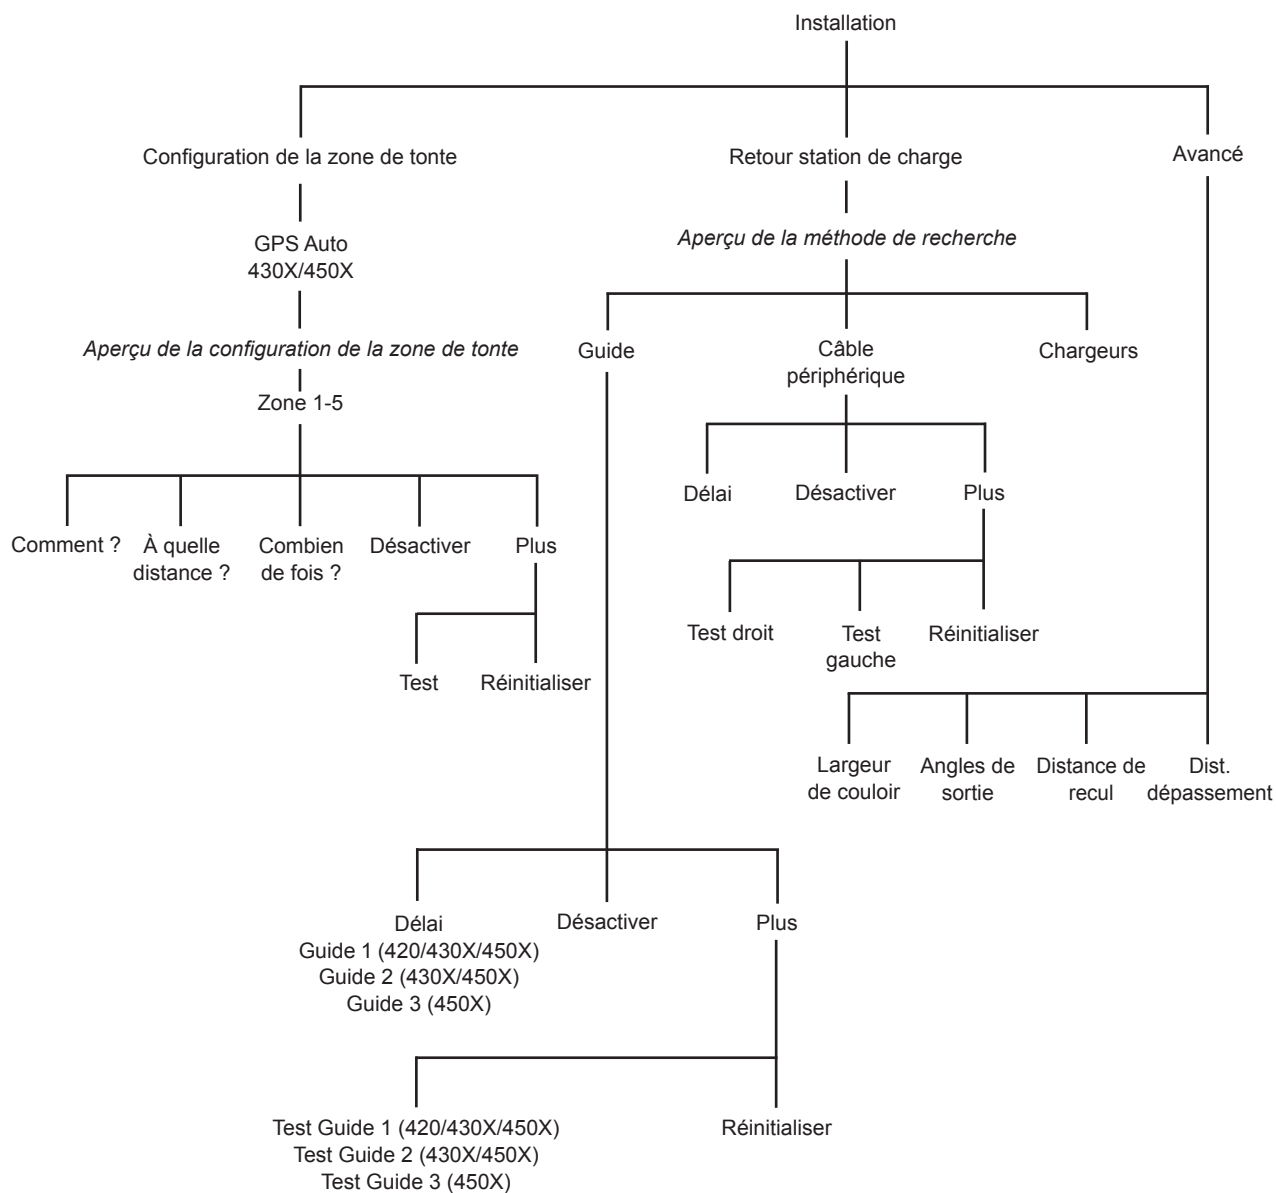 Installation
Configuration de la zone de tonte
Retour station de charge
Avancé
GPS Auto
430X/450X
Aperçu de la méthode de recherche
Aperçu de la configuration de la zone de tonte
Guide
Câble
périphérique
Chargeurs
Zone 1-5
Délai
Désactiver
Plus
Comment ?
À quelle
distance ?
Combien
de fois ?
Désactiver
Plus
Test droit
Test
gauche
Réinitialiser
Test
Réinitialiser
Largeur
de couloir
Angles de
sortie
Distance de
recul
Dist.
dépassement
Délai
Guide 1 (420/430X/450X)
Guide 2 (430X/450X)
Guide 3 (450X)
Désactiver
Plus
Test Guide 1 (420/430X/450X)
Test Guide 2 (430X/450X)
Test Guide 3 (450X)
Réinitialiser